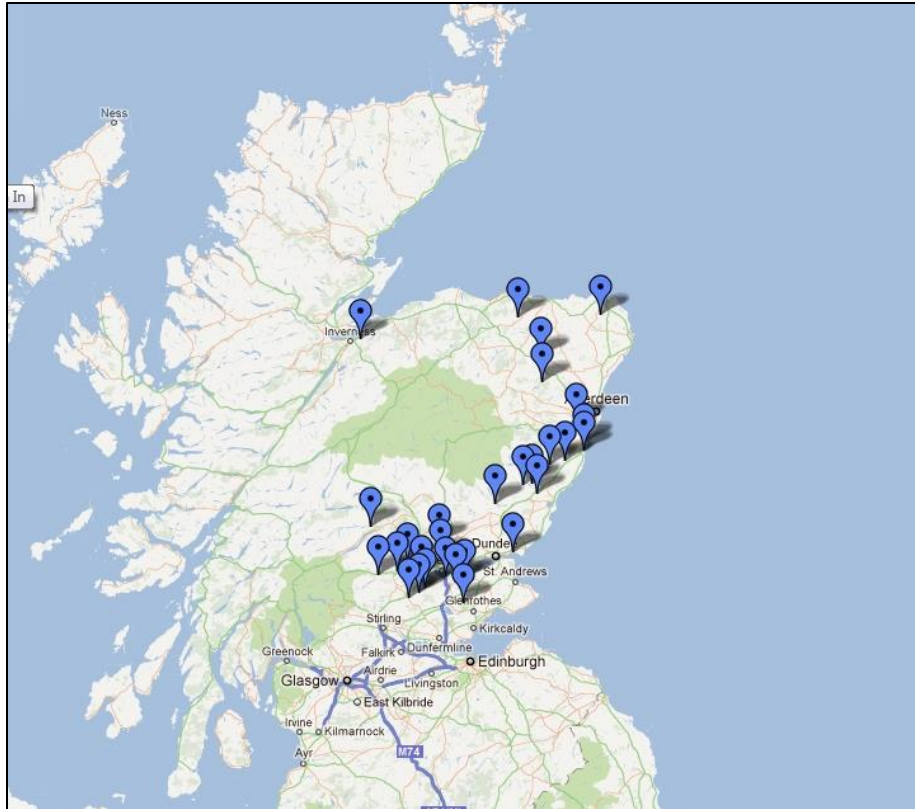 Ness
In
Inverness
Aberdeen
Dundee
St. Andrews
Glenrothes
Stirling
Kirkcaldy
Dunfermline
Falkirk
Greenock
Edinburgh
Airdrie
Glasgow
Livingston
East Kilbride
Irvine
Kilmarnock
M74
Ayr